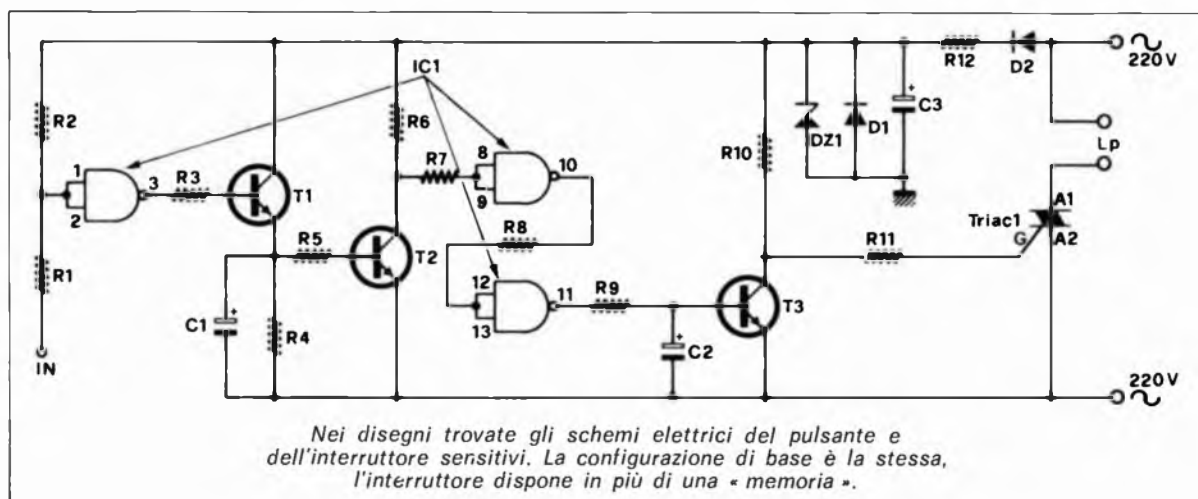 IC1
220V
R12
D2
R2
R6
R7
8
9
10
DZ1
D1
C3
Lp
R10
1
2
3
R3
T1
A1
Triac1
G
A2
R8
R5
T2
R11
R1
12
13
11
R9
T3
C1
R4
C2
IN
220V
Nei disegni trovate gli schemi elettrici del pulsante e
dell'interruttore sensitivi. La configurazione di base è la stessa,
l'interruttore dispone in più di una « memoria ».